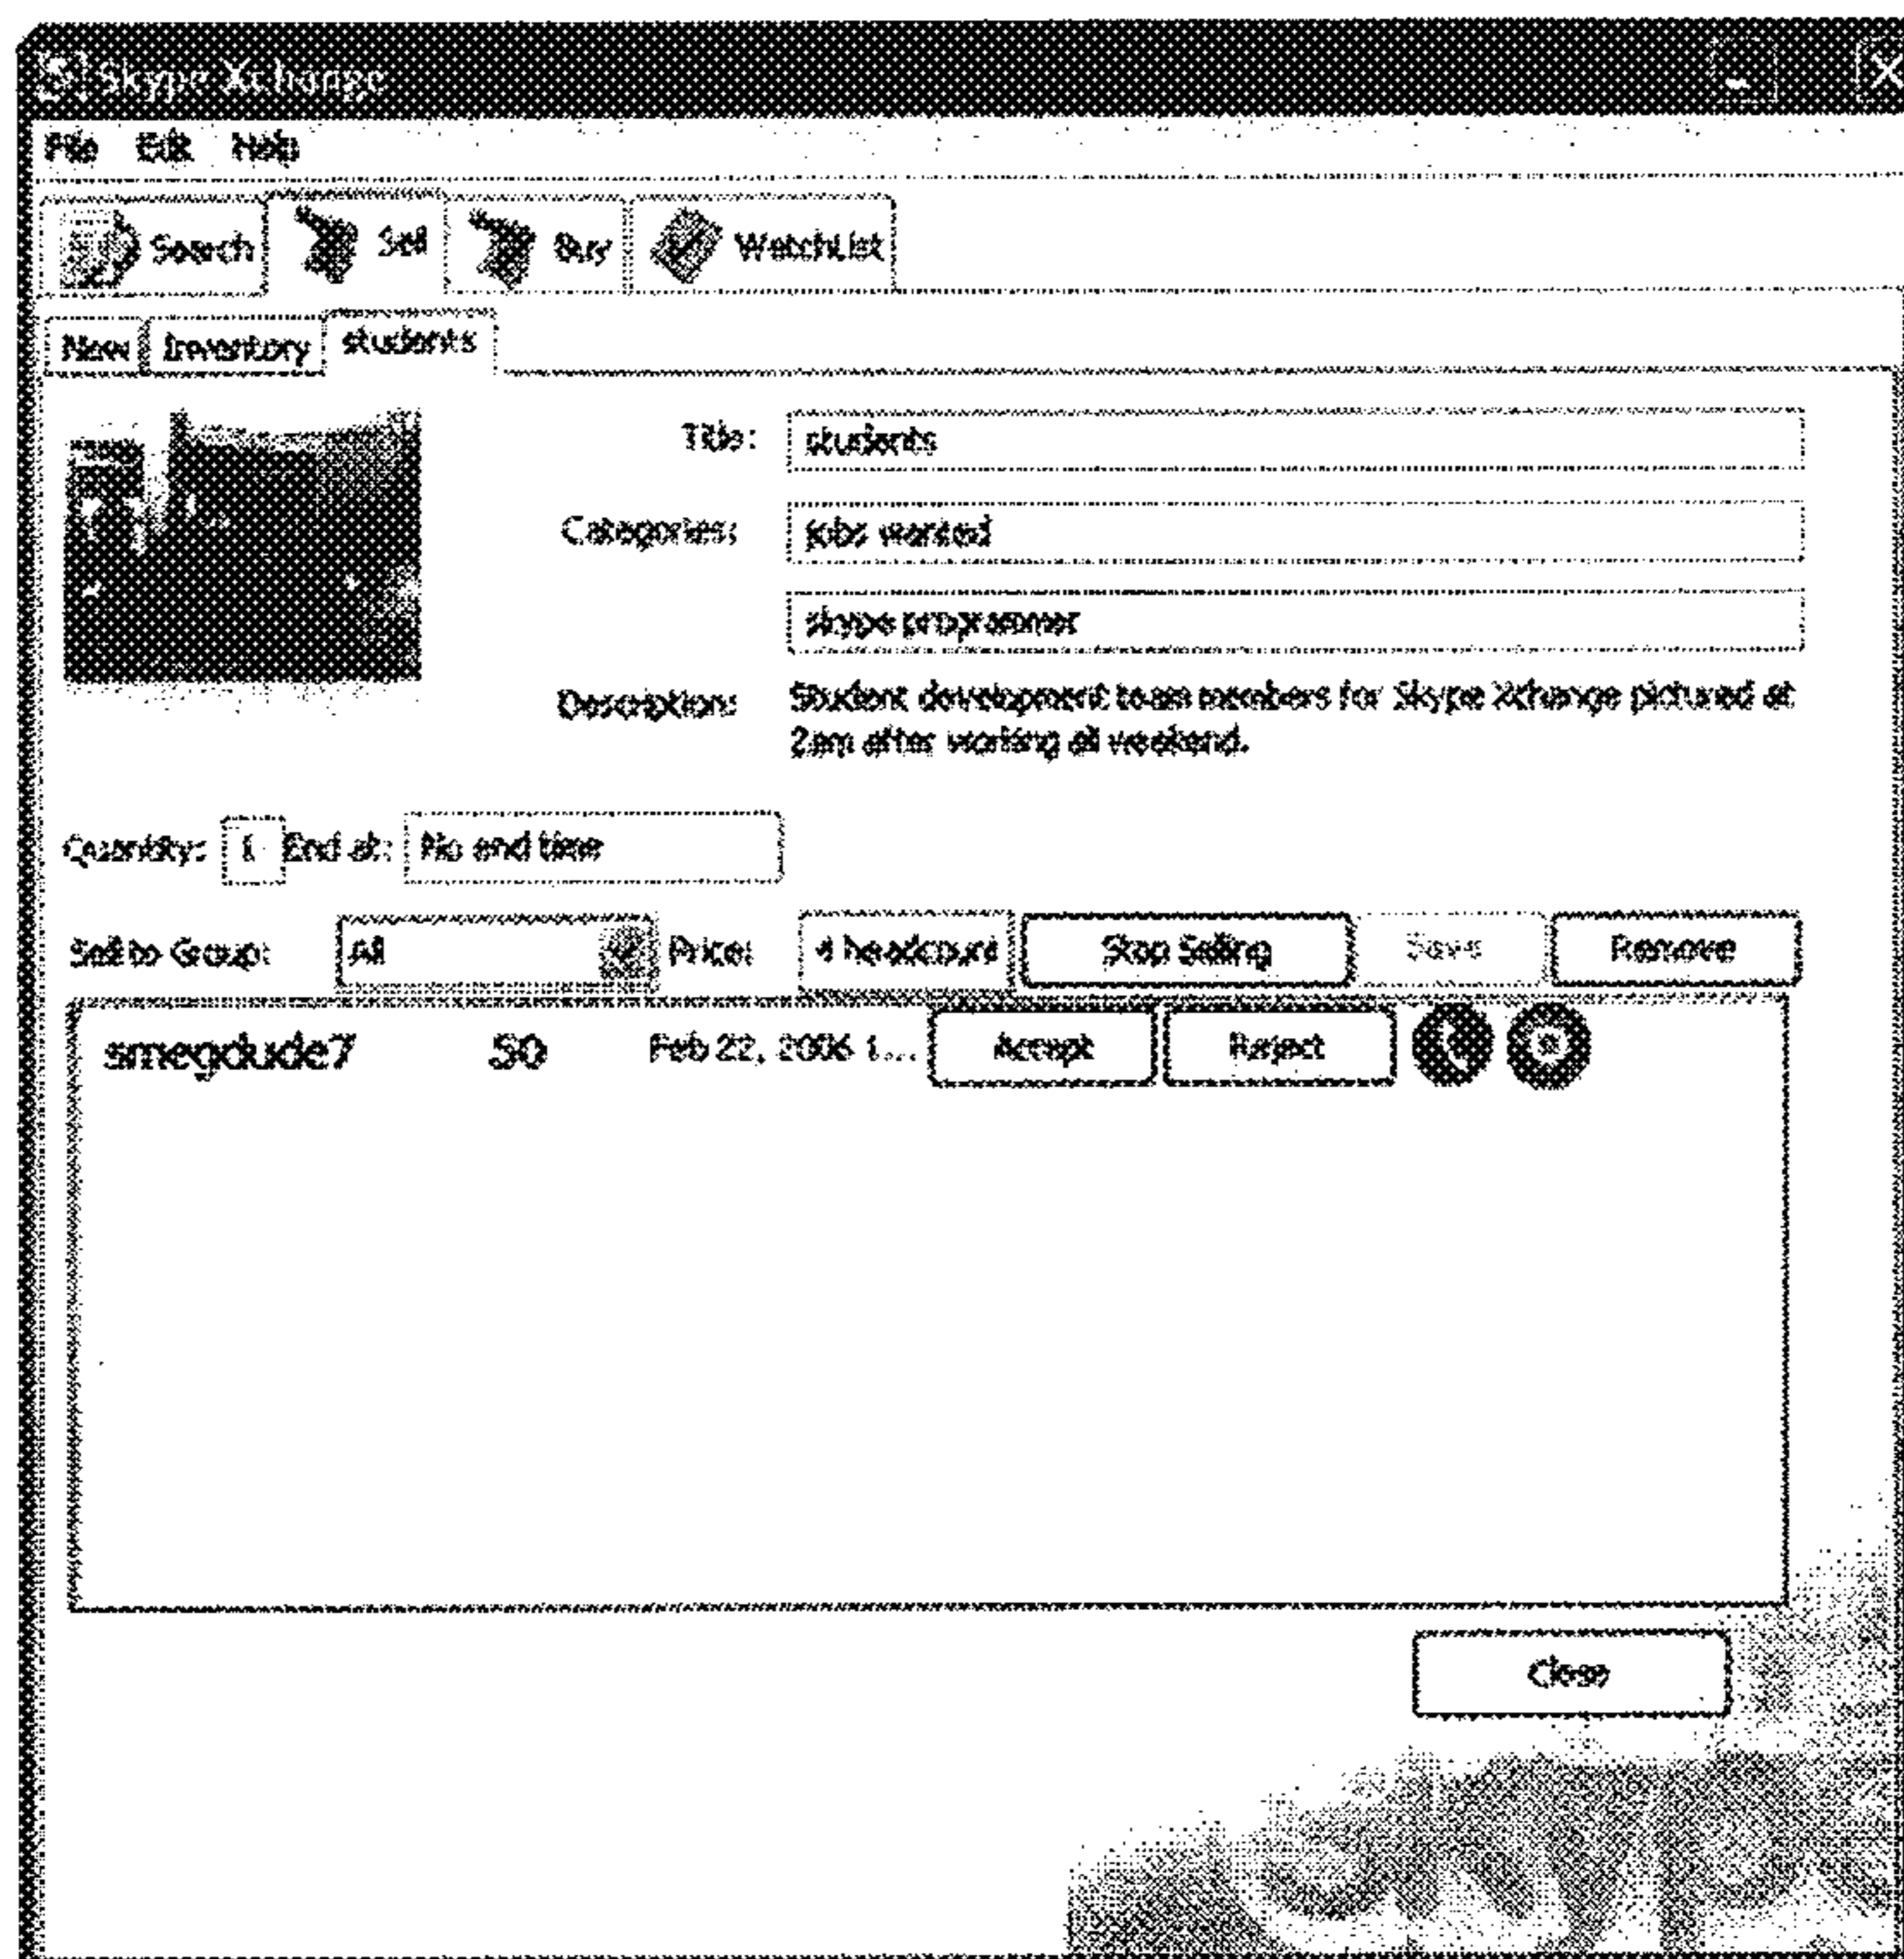 Skype Xchange
File Edit Help
Search Sell Buy WatchList
New Inventory students
Title: students
Categories: jobs wanted
skype programmer
Description: Student development team members for Skype Xchange pictured at
2am after working all weekend.
Quantity: 1 End at: No end time
Sell to Group: All Price: 4 headcount Stop Selling Save Remove
smegdude7 50 Feb 22, 2006 1... Accept Reject
Close